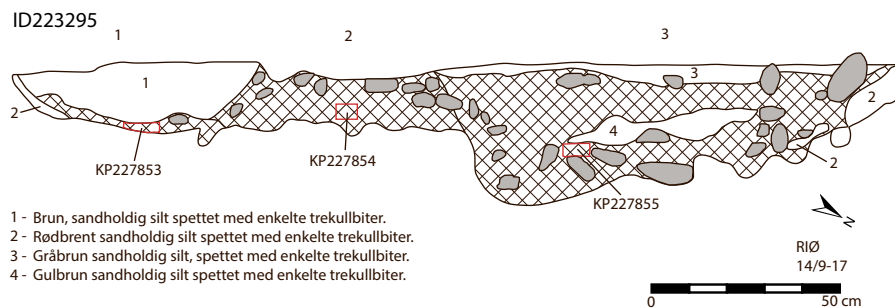 ID223295
1 2 3
1 3
2 2
4
2
KP227853
KP227854
KP227855
1 - Brun, sandholdig silt spettet med enkelte trekullbiter.
2 - Rødbrent sandholdig silt spettet med enkelte trekullbiter.
3 - Gråbrun sandholdig silt, spettet med enkelte trekullbiter.
4 - Gulbrun sandholdig silt spettet med enkelte trekullbiter.
N
RIØ
14/9-17
0 50 cm